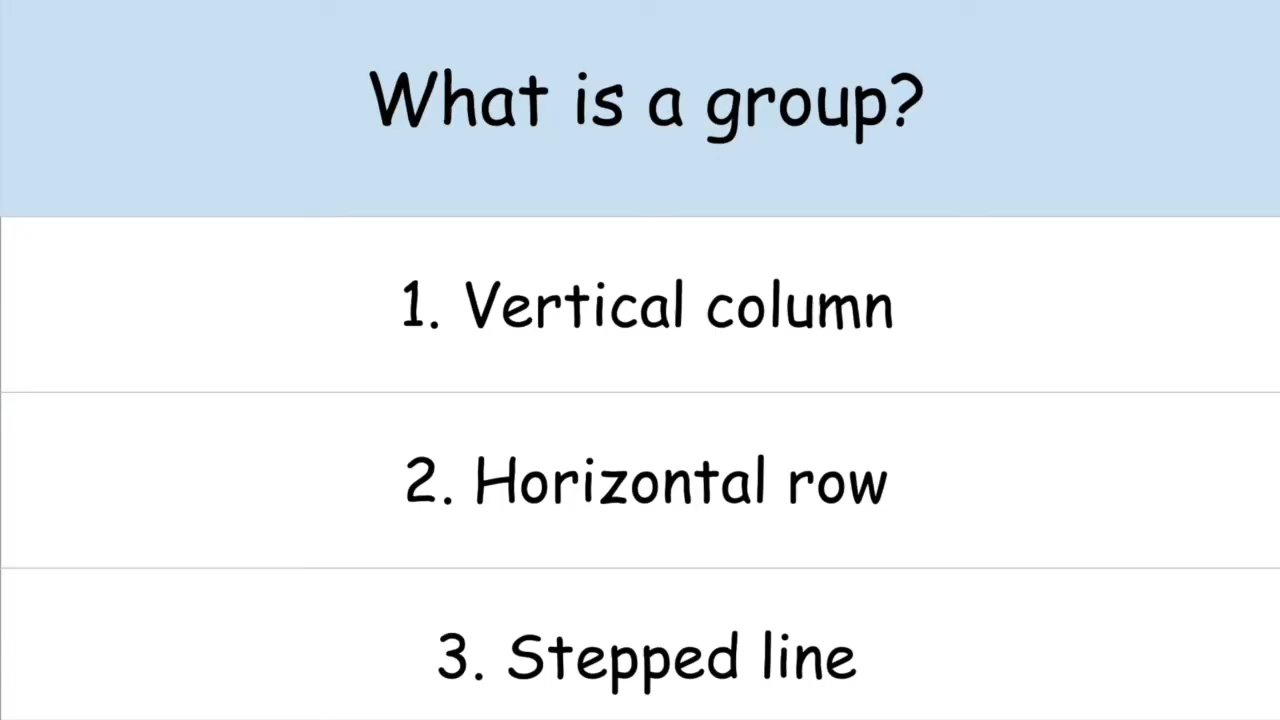 What is a group?
1. Vertical column
2. Horizontal row
3. Stepped line